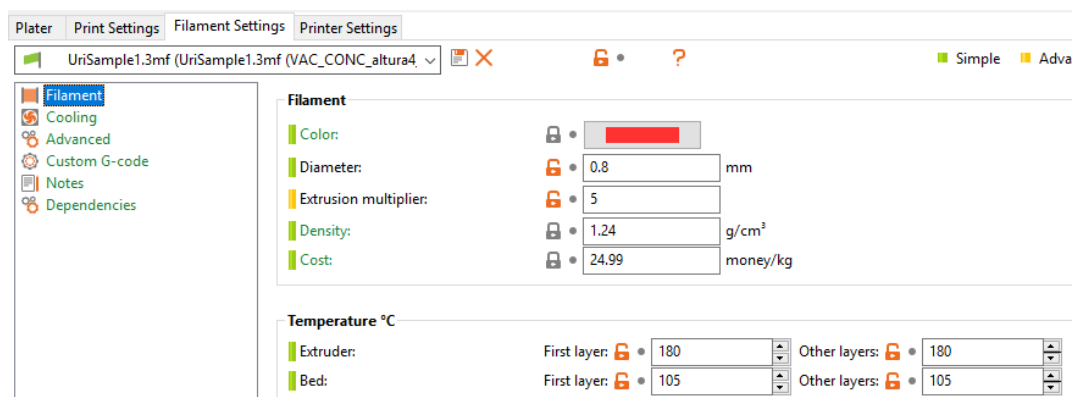 Plater Print Settings Filament Settings Printer Settings
UriSample1.3mf (UriSample1.3mf (VAC_CONC_altura4_ ? Simple Adva
Filament
Cooling
Advanced
Custom G-code
Notes
Dependencies
Filament
Color:
Diameter: 0.8 mm
Extrusion multiplier: 5
Density: 1.24 g/cm³
Cost: 24.99 money/kg
Temperature °C
Extruder: First layer: 180 Other layers: 180
Bed: First layer: 105 Other layers: 105